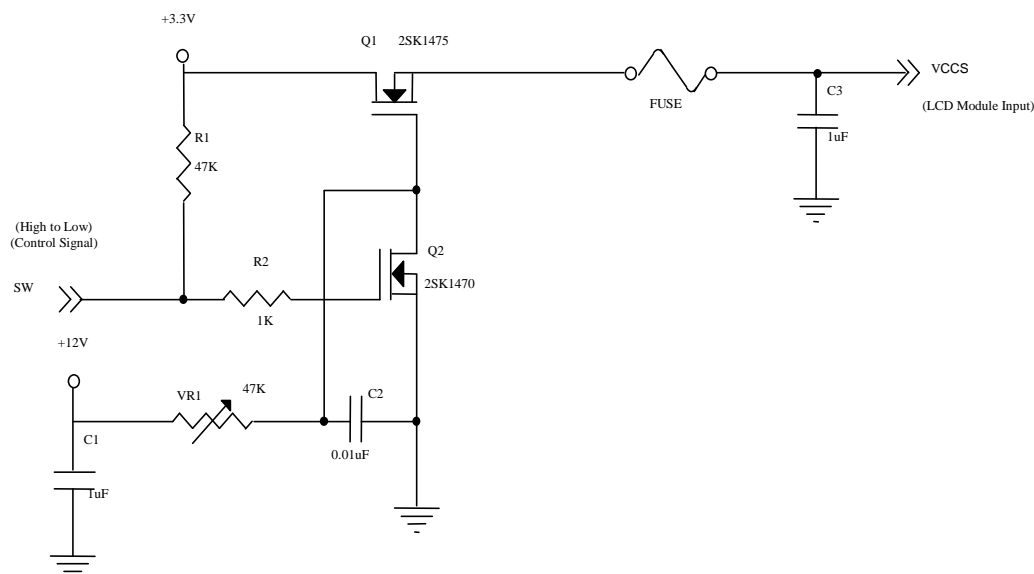 +3.3V
Q1 2SK1475
VCCS
FUSE
C3
(LCD Module Input)
R1
1uF
47K
(High to Low)
(Control Signal)
Q2
R2
SW
2SK1470
1K
+12V
VR1
47K
C2
C1
0.01uF
1uF